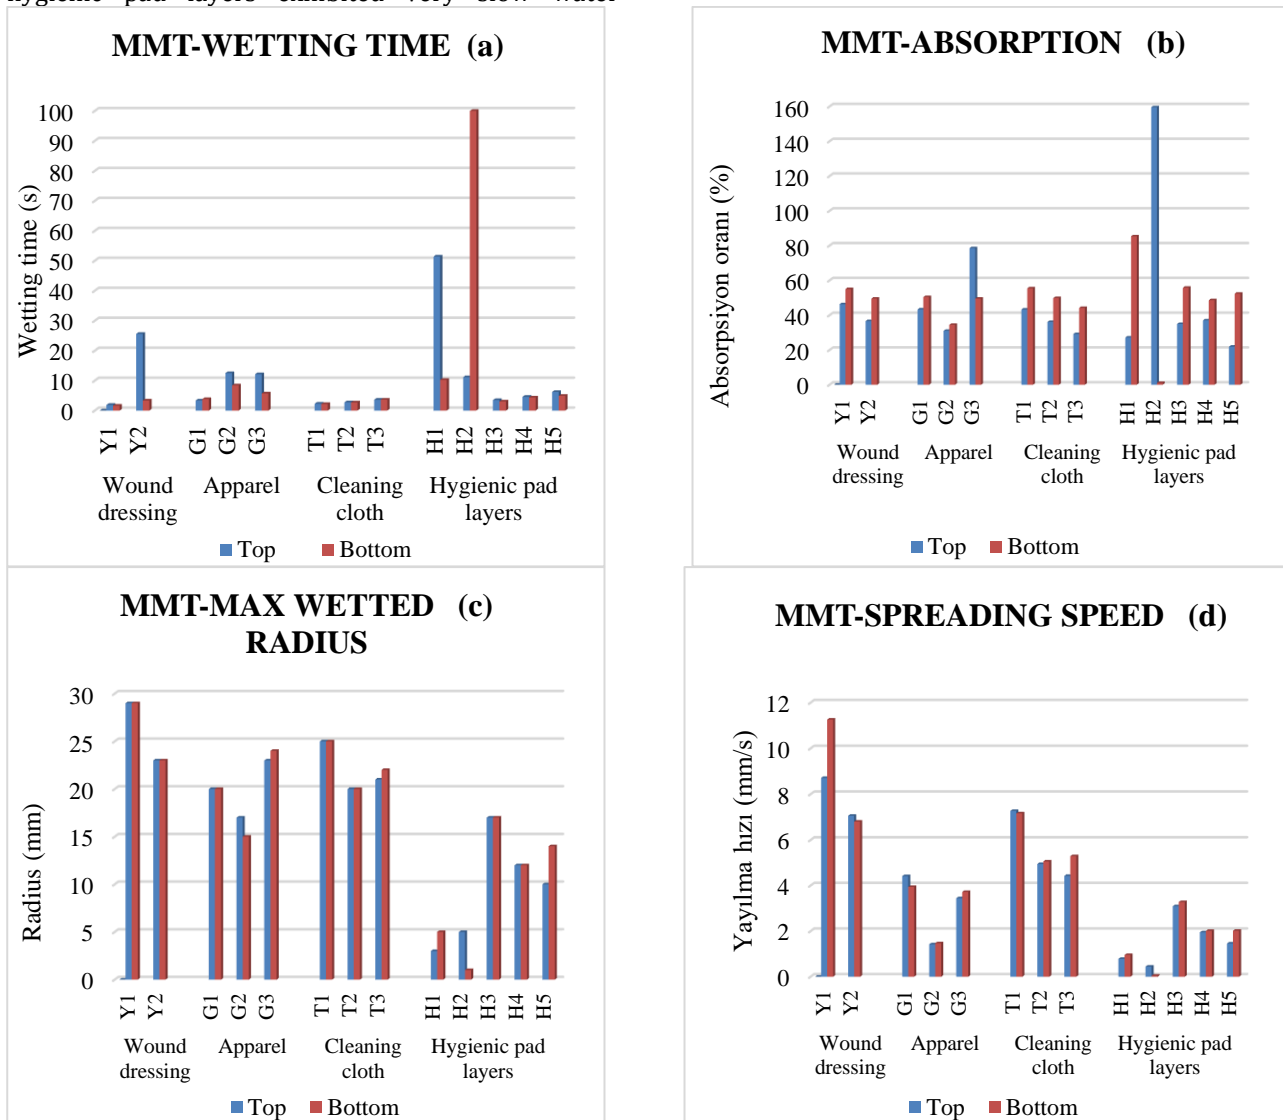 hygienic pad layers exhibited very slow water
MMT-WETTING TIME (a)
Wetting time (s)
100
90
80
70
60
50
40
30
20
10
0
Y1 Y2 G1 G2 G3 T1 T2 T3 H1 H2 H3 H4 H5
Wound dressing Apparel Cleaning cloth Hygienic pad layers
Top Bottom
MMT-ABSORPTION (b)
Absorpsiyon oranı (%)
160
140
120
100
80
60
40
20
0
Y1 Y2 G1 G2 G3 T1 T2 T3 H1 H2 H3 H4 H5
Wound dressing Apparel Cleaning cloth Hygienic pad layers
Top Bottom
MMT-MAX WETTED (c)
RADIUS
Radius (mm)
30
25
20
15
10
5
0
Y1 Y2 G1 G2 G3 T1 T2 T3 H1 H2 H3 H4 H5
Wound dressing Apparel Cleaning cloth Hygienic pad layers
Top Bottom
MMT-SPREADING SPEED (d)
Yayılma hızı (mm/s)
12
10
8
6
4
2
0
Y1 Y2 G1 G2 G3 T1 T2 T3 H1 H2 H3 H4 H5
Wound dressing Apparel Cleaning cloth Hygienic pad layers
Top Bottom